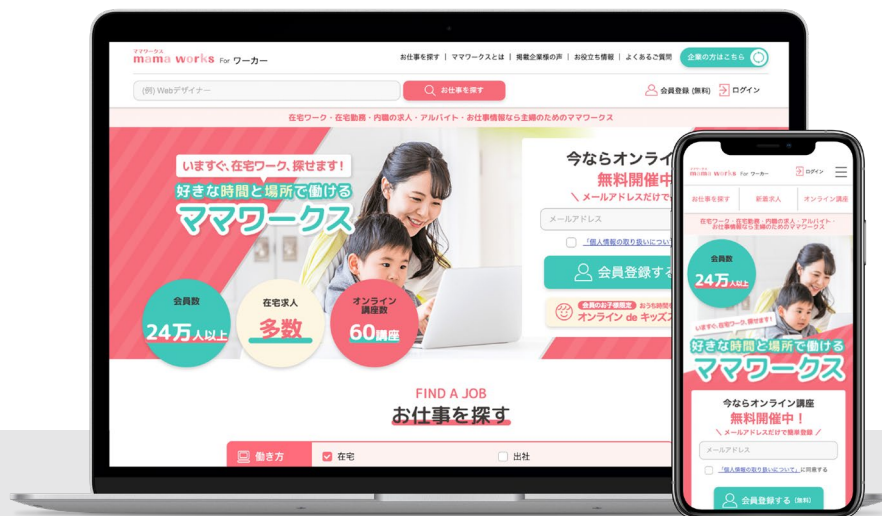 ママワークス
mama works For ワーカー
お仕事を探す | ママワークスとは | 掲載企業様の声 | お役立ち情報 | よくあるご質問
企業の方はこちら
(例) Webデザイナー
お仕事を探す
会員登録 (無料)
ログイン
在宅ワーク・在宅勤務・内職の求人・アルバイト・お仕事情報なら主婦のためのママワークス
いますぐ、在宅ワーク、探せます!
好きな時間と場所で働ける
ママワークス
会員数
24万人以上
在宅求人
多数
オンライン
講座数
60講座
今ならオンライ
無料開催中
\ メールアドレスだけで
メールアドレス
「個人情報の取り扱いについ
会員登録する
会員のお子様限定 おうち時間
オンライン de キッズ
FIND A JOB
お仕事を探す
働き方
在宅
出社
mama works For ワーカー
ログイン
お仕事を探す
新着求人
オンライン講座
在宅ワーク・在宅勤務・内職の求人・アルバイト・
お仕事情報なら主婦のためのママワークス
会員数
24万人以上
いますぐ、在宅ワーク、探せます!
好きな時間と場所で働ける
ママワークス
今ならオンライン講座
無料開催中!
\ メールアドレスだけで簡単登録 /
メールアドレス
「個人情報の取り扱いについて」に同意する
会員登録する (無料)